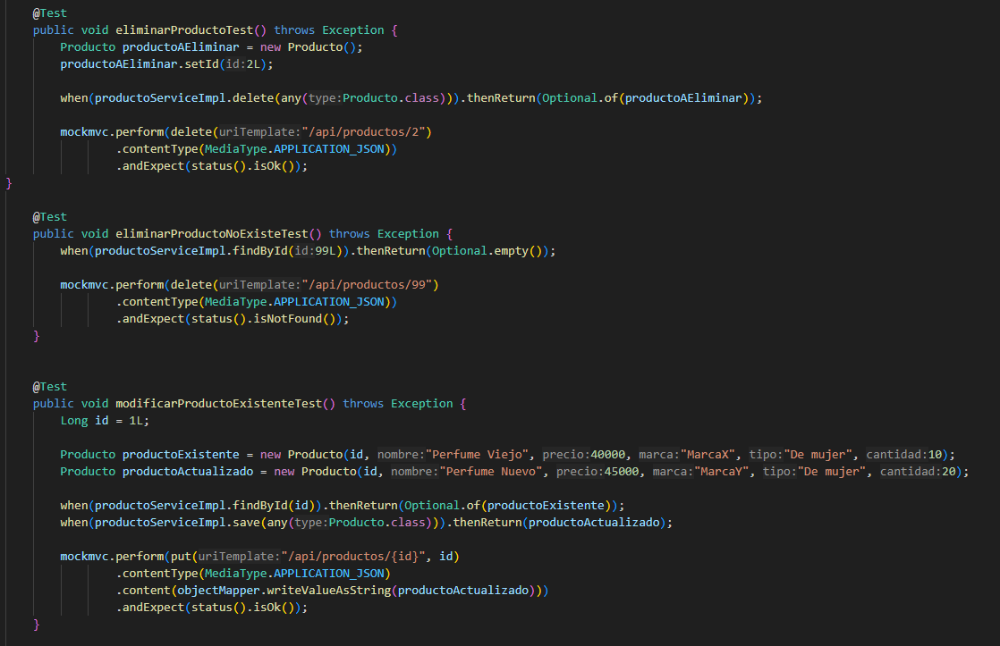 @Test
public void eliminarProductoTest() throws Exception {
Producto productoAEliminar = new Producto();
productoAEliminar.setId(id:2L);
when(productoServiceImpl.delete(any(type:Producto.class))).thenReturn(Optional.of(productoAEliminar));
mockmvc.perform(delete(uriTemplate:"/api/productos/2")
.contentType(MediaType.APPLICATION_JSON))
.andExpect(status().isOk());
}
@Test
public void eliminarProductoNoExisteTest() throws Exception {
when(productoServiceImpl.findById(id:99L)).thenReturn(Optional.empty());
mockmvc.perform(delete(uriTemplate:"/api/productos/99")
.contentType(MediaType.APPLICATION_JSON))
.andExpect(status().isNotFound());
}
@Test
public void modificarProductoExistenteTest() throws Exception {
Long id = 1L;
Producto productoExistente = new Producto(id, nombre:"Perfume Viejo", precio:40000, marca:"MarcaX", tipo:"De mujer", cantidad:10);
Producto productoActualizado = new Producto(id, nombre:"Perfume Nuevo", precio:45000, marca:"MarcaY", tipo:"De mujer", cantidad:20);
when(productoServiceImpl.findById(id)).thenReturn(Optional.of(productoExistente));
when(productoServiceImpl.save(any(type:Producto.class))).thenReturn(productoActualizado);
mockmvc.perform(put(uriTemplate:"/api/productos/{id}", id)
.contentType(MediaType.APPLICATION_JSON)
.content(objectMapper.writeValueAsString(productoActualizado)))
.andExpect(status().isOk());
}